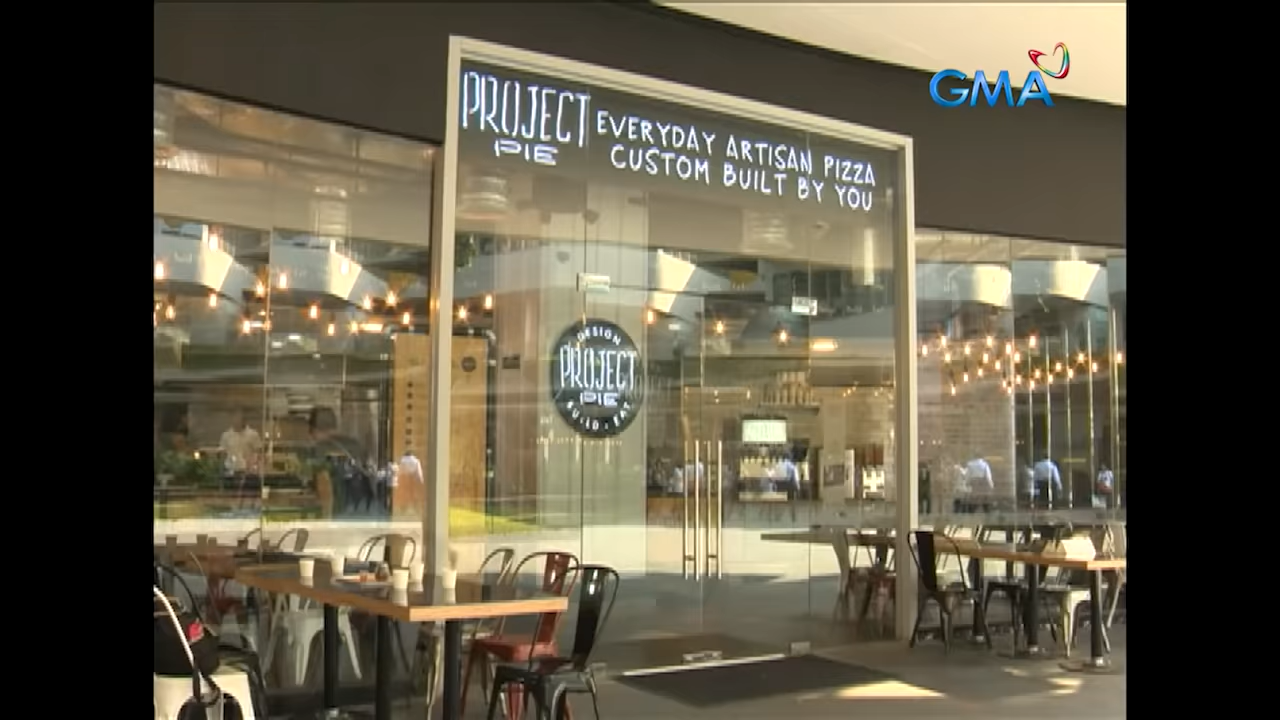 GMA
PROJECT
PIE
EVERYDAY ARTISAN PIZZA
CUSTOM BUILT BY YOU
DESIGN
PROJECT
PIE
BUILD · EAT